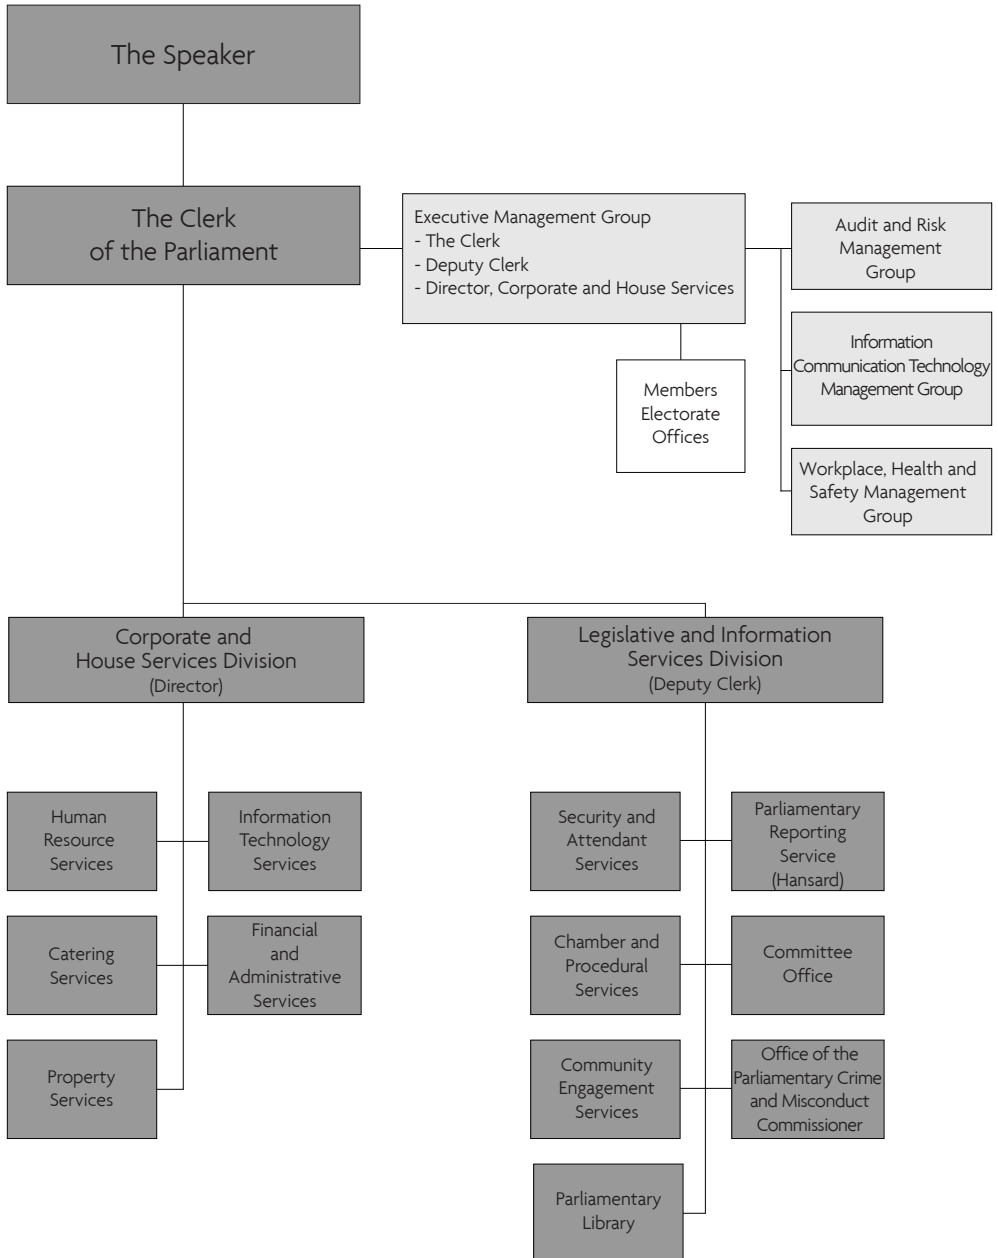 The Speaker
The Clerk
of the Parliament
Executive Management Group
- The Clerk
- Deputy Clerk
- Director, Corporate and House Services
Audit and Risk
Management
Group
Information
Communication Technology
Management Group
Members
Electorate
Offices
Workplace, Health and
Safety Management
Group
Corporate and
House Services Division
(Director)
Legislative and Information
Services Division
(Deputy Clerk)
Human
Resource
Services
Information
Technology
Services
Security and
Attendant
Services
Parliamentary
Reporting
Service
(Hansard)
Catering
Services
Financial
and
Administrative
Services
Chamber and
Procedural
Services
Committee
Office
Property
Services
Community
Engagement
Services
Office of the
Parliamentary Crime
and Misconduct
Commissioner
Parliamentary
Library